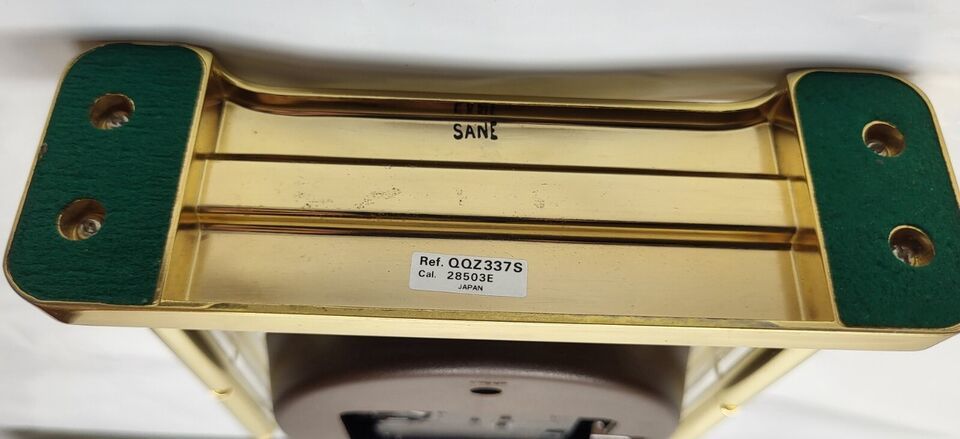 SANE
Ref. QQZ337S
Cal. 28503E
JAPAN